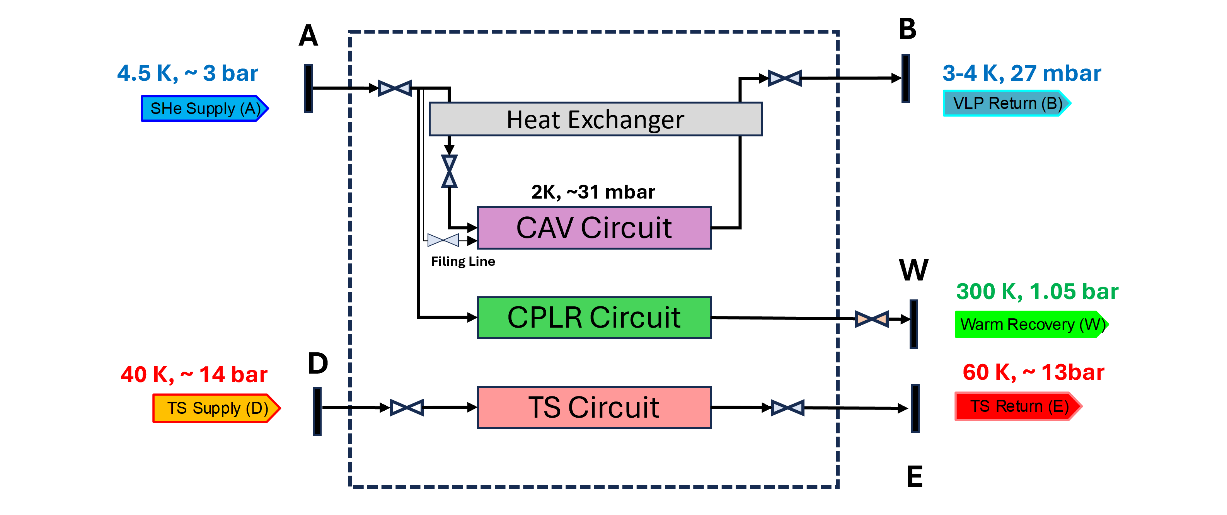 A
B
4.5 K, ~ 3 bar
SHe Supply (A)
3-4 K, 27 mbar
VLP Return (B)
Heat Exchanger
2K, ~31 mbar
CAV Circuit
Filing Line
W
300 K, 1.05 bar
Warm Recovery (W)
CPLR Circuit
D
40 K, ~ 14 bar
TS Supply (D)
TS Circuit
60 K, ~ 13bar
TS Return (E)
E